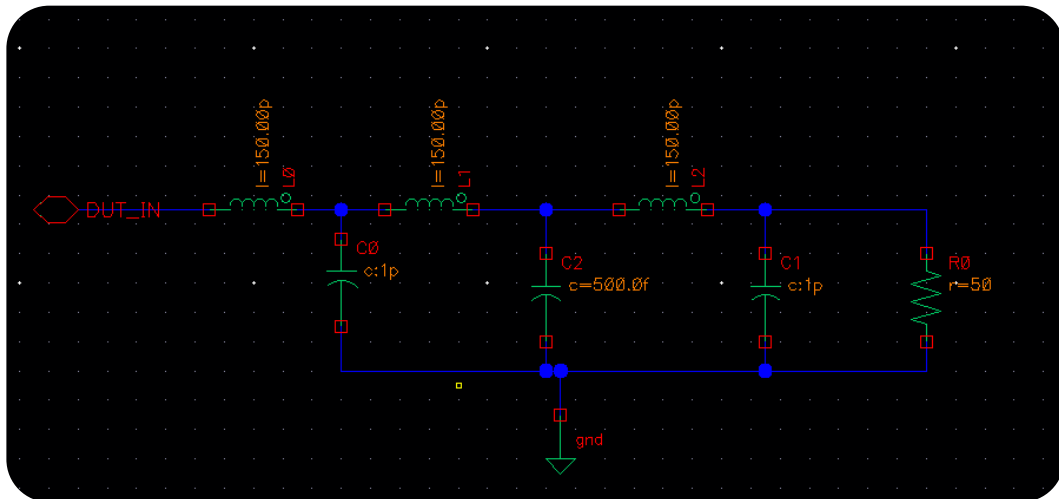 l=150.00p
L0
l=150.00p
L1
l=150.00p
L2
DUT_IN
C0
c:1p
C2
c=500.0f
C1
c:1p
R0
r=50
gnd